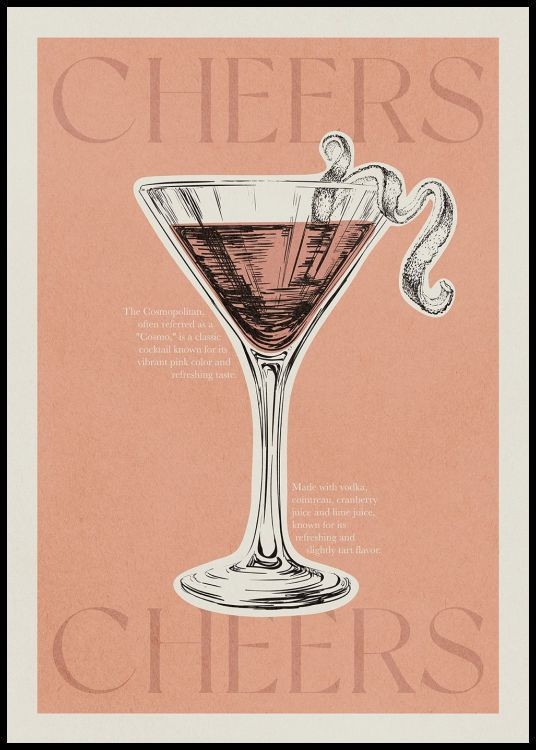 CHEERS
The Cosmopolitan,
often referred as a
"Cosmo," is a classic
cocktail known for its
vibrant pink color and
refreshing taste.
Made with vodka,
cointreau, cranberry
juice and lime juice,
known for its
refreshing and
slightly tart flavor.
CHEERS